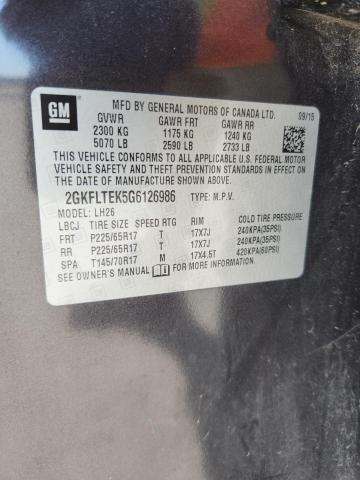 GM
MFD BY GENERAL MOTORS OF CANADA LTD. 09/15
GVWR GAWR FRT GAWR RR
2300 KG 1175 KG 1240 KG
5070 LB 2590 LB 2733 LB
THIS VEHICLE CONFORMS TO ALL APPLICABLE U.S. FEDERAL MOTOR
VEHICLE SAFETY AND THEFT PREVENTION STANDARDS IN EFFECT ON
THE DATE OF MANUFACTURE SHOWN ABOVE.
2GKFLTEK5G6126986 TYPE: M.P.V.
MODEL: LH26
LBCJ TIRE SIZE SPEED RTG RIM COLD TIRE PRESSURE
FRT P225/65R17 T 17X7J 240KPA(35PSI)
RR P225/65R17 T 17X7J 240KPA(35PSI)
SPA T145/70R17 M 17X4.5T 420KPA(60PSI)
SEE OWNER'S MANUAL FOR MORE INFORMATION.